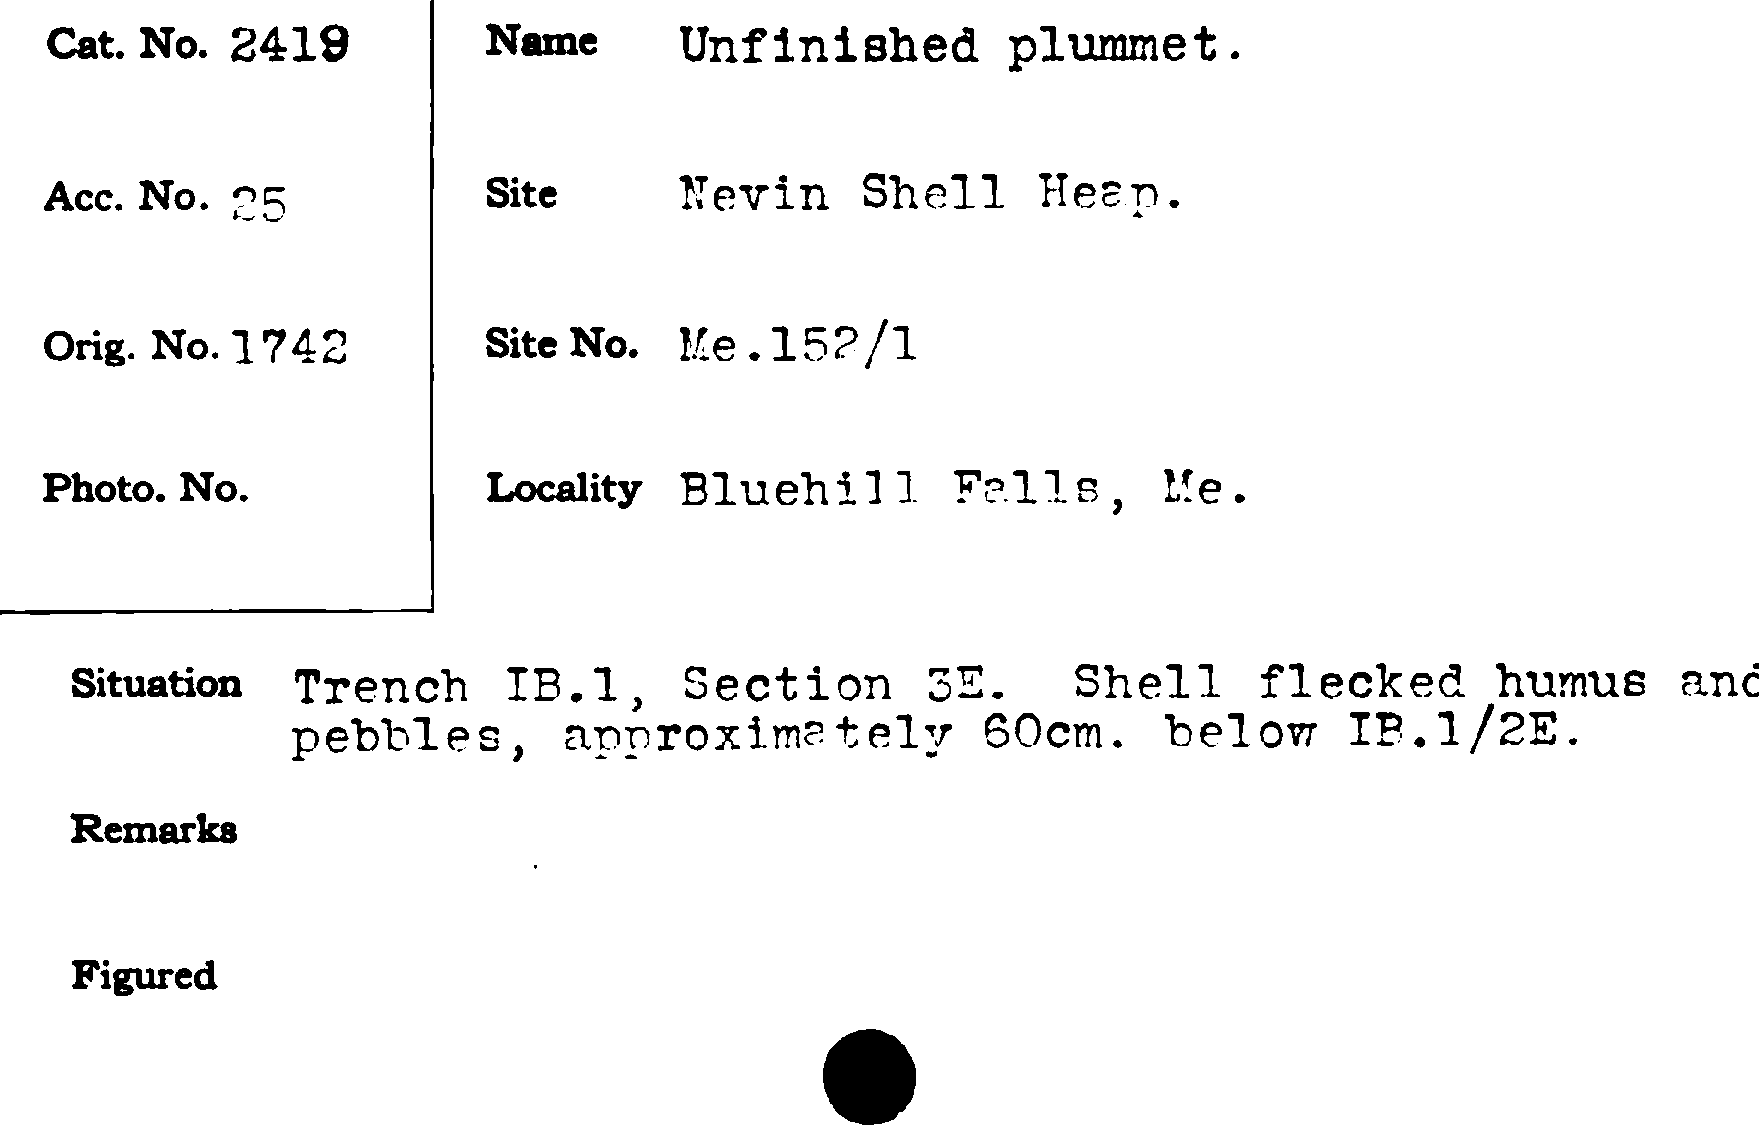 Cat. No. 2419
Name Unfinished plummet.
Acc. No. 25
Site Nevin Shell Heap.
Orig. No. 1742
Site No. Me.152/1
Photo. No.
Locality Bluehill Falls, Me.
Situation Trench IB.1, Section 3E. Shell flecked humus and
pebbles, approximately 60cm. below IB.1/2E.
Remarks
Figured